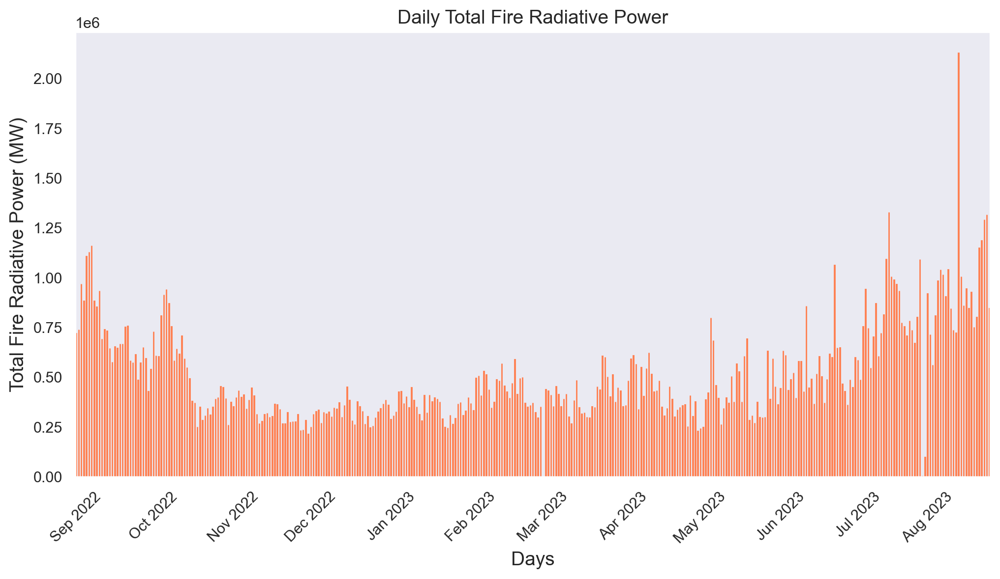 Daily Total Fire Radiative Power
1e6
Total Fire Radiative Power (MW)
2.00
1.75
1.50
1.25
1.00
0.75
0.50
0.25
0.00
Sep 2022
Oct 2022
Nov 2022
Dec 2022
Jan 2023
Feb 2023
Mar 2023
Apr 2023
May 2023
Jun 2023
Jul 2023
Aug 2023
Days